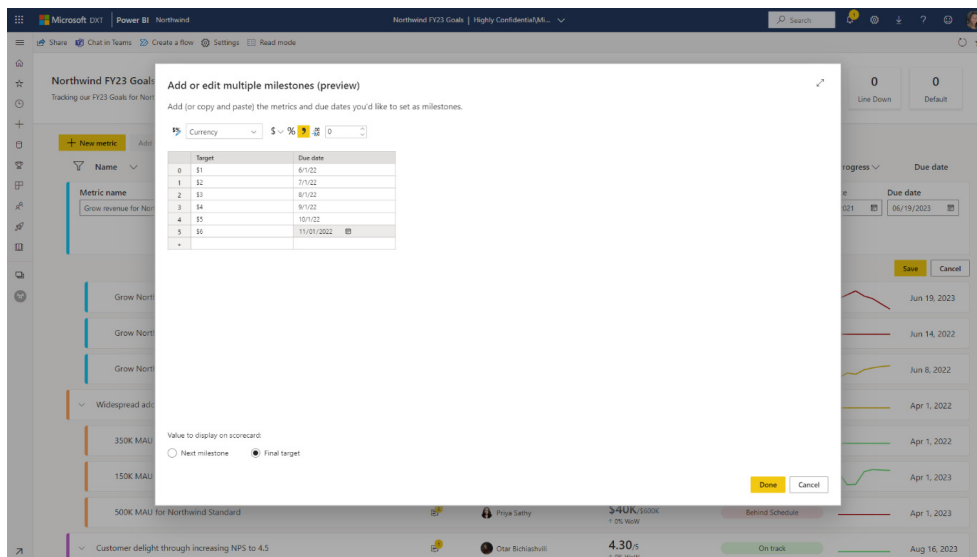 Microsoft DXT Power BI Northwind
Northwind FY23 Goals | Highly Confidential\Mi...
Search
Share Chat in Teams Create a flow Settings Read mode
Northwind FY23 Goals
Tracking our FY23 Goals for Nort
0 0
Line Down Default
New metric Add
Name
rogress Due date
Metric name
Due date
Grow revenue for Nor
021 06/19/2023
Save Cancel
Add or edit multiple milestones (preview)
Add (or copy and paste) the metrics and due dates you'd like to set as milestones.
Currency $ % 0
Target Due date
0 $1 6/1/22
1 $2 7/1/22
2 $3 8/1/22
3 $4 9/1/22
4 $5 10/1/22
5 $6 11/01/2022
*
Value to display on scorecard:
Next milestone Final target
Done Cancel
Grow Nort Jun 19, 2023
Grow Nort Jun 14, 2022
Grow Nort Jun 8, 2022
Widespread ado Apr 1, 2022
350K MAU Apr 1, 2022
150K MAU Apr 1, 2023
500K MAU for Northwind Standard Priya Sathy $40K/$600K Behind Schedule Apr 1, 2023
↑ 0% WoW
Customer delight through increasing NPS to 4.5 Otar Bichiashvili 4.30/5 On track Aug 16, 2023